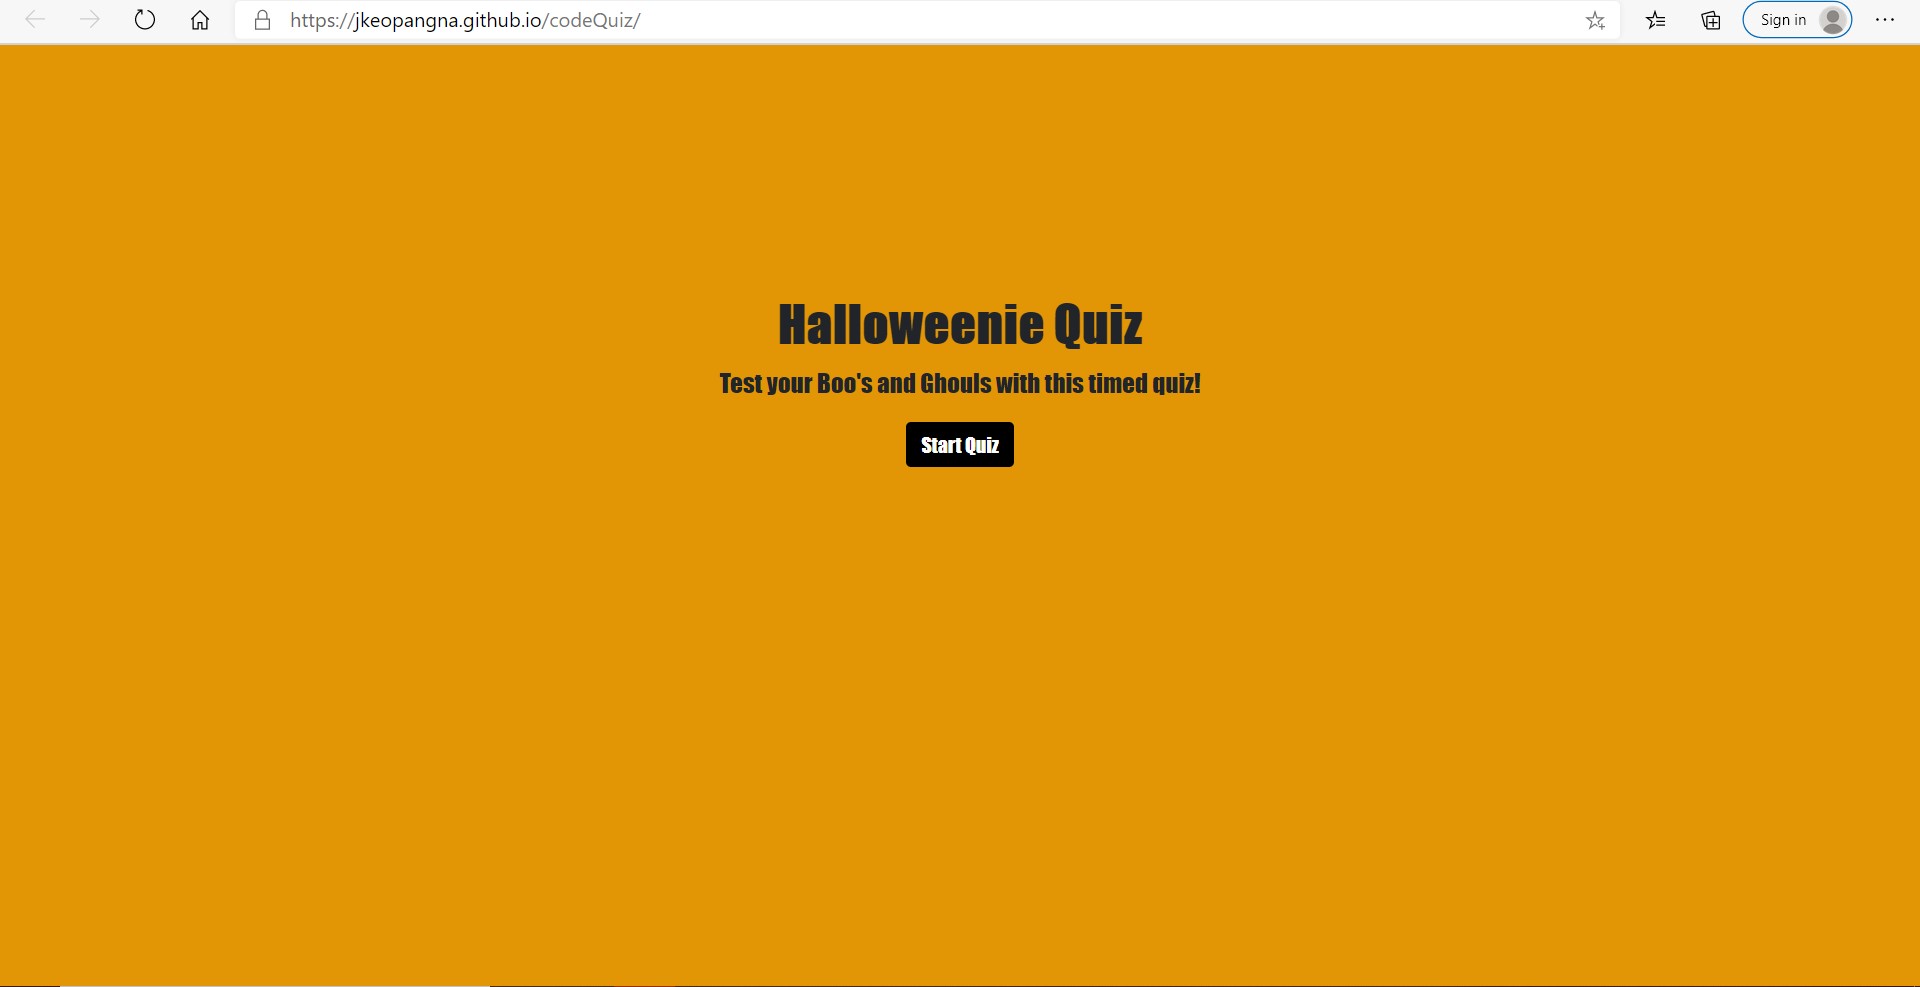 https://jkeopangna.github.io/codeQuiz/
Sign in
Halloweenie Quiz
Test your Boo's and Ghouls with this timed quiz!
Start Quiz